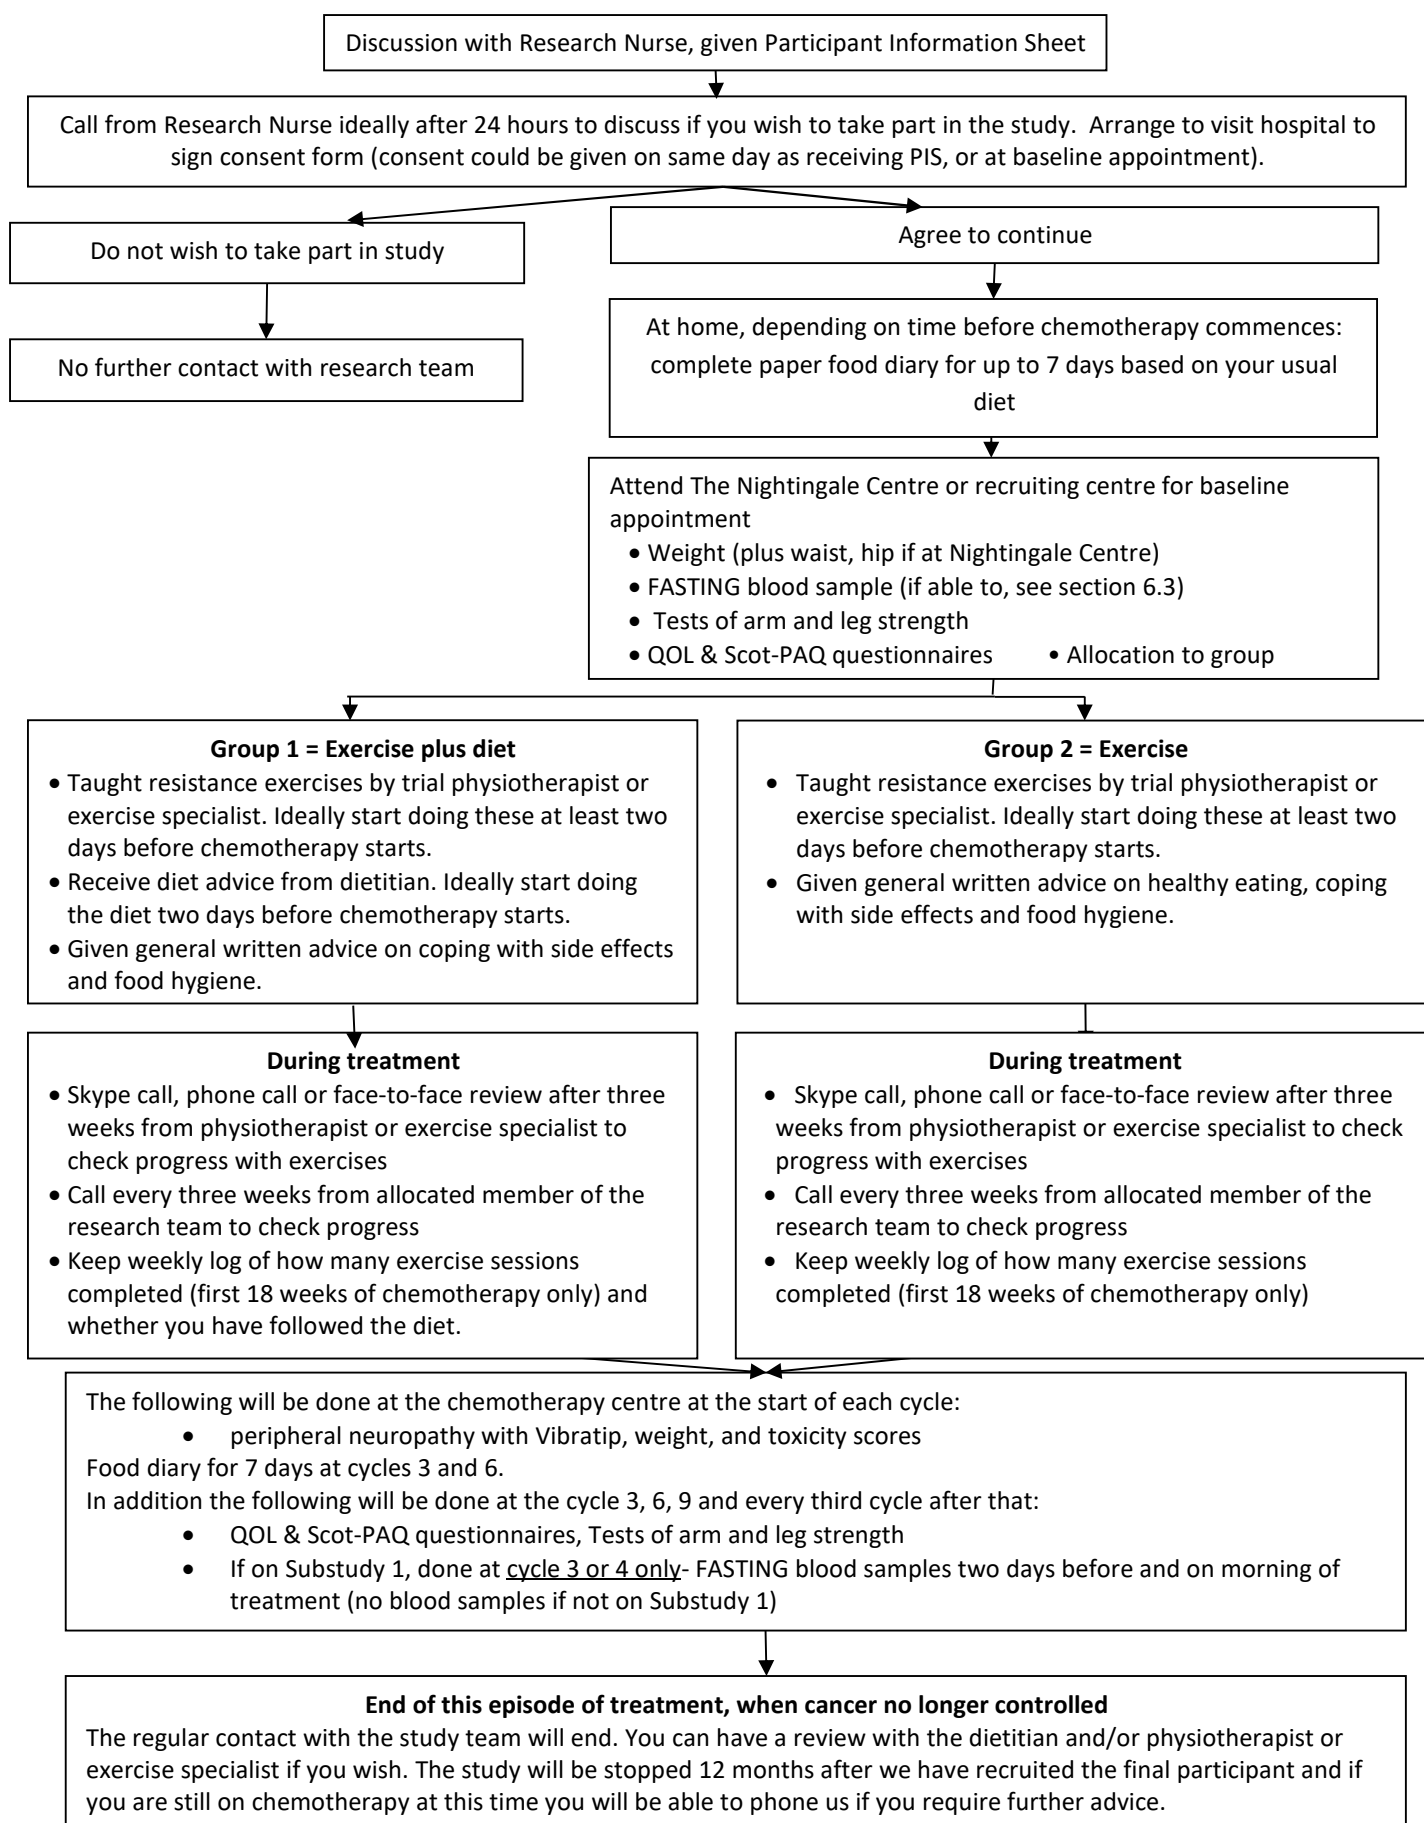 Discussion with Research Nurse, given Participant Information Sheet
Call from Research Nurse ideally after 24 hours to discuss if you wish to take part in the study.  Arrange to visit hospital to
sign consent form (consent could be given on same day as receiving PIS, or at baseline appointment).
Do not wish to take part in study
Agree to continue
No further contact with research team
At home, depending on time before chemotherapy commences:
complete paper food diary for up to 7 days based on your usual
diet
Attend The Nightingale Centre or recruiting centre for baseline
appointment
• Weight (plus waist, hip if at Nightingale Centre)
• FASTING blood sample (if able to, see section 6.3)
• Tests of arm and leg strength
• QOL & Scot-PAQ questionnaires • Allocation to group
Group 1 = Exercise plus diet
• Taught resistance exercises by trial physiotherapist or
exercise specialist. Ideally start doing these at least two
days before chemotherapy starts.
• Receive diet advice from dietitian. Ideally start doing
the diet two days before chemotherapy starts.
• Given general written advice on coping with side effects
and food hygiene.
Group 2 = Exercise
• Taught resistance exercises by trial physiotherapist or
exercise specialist. Ideally start doing these at least two
days before chemotherapy starts.
• Given general written advice on healthy eating, coping
with side effects and food hygiene.
During treatment
• Skype call, phone call or face-to-face review after three
weeks from physiotherapist or exercise specialist to
check progress with exercises
• Call every three weeks from allocated member of the
research team to check progress
• Keep weekly log of how many exercise sessions
completed (first 18 weeks of chemotherapy only) and
whether you have followed the diet.
During treatment
• Skype call, phone call or face-to-face review after three
weeks from physiotherapist or exercise specialist to check
progress with exercises
• Call every three weeks from allocated member of the
research team to check progress
• Keep weekly log of how many exercise sessions
completed (first 18 weeks of chemotherapy only)
The following will be done at the chemotherapy centre at the start of each cycle:
• peripheral neuropathy with Vibratip, weight, and toxicity scores
Food diary for 7 days at cycles 3 and 6.
In addition the following will be done at the cycle 3, 6, 9 and every third cycle after that:
• QOL & Scot-PAQ questionnaires, Tests of arm and leg strength
• If on Substudy 1, done at cycle 3 or 4 only- FASTING blood samples two days before and on morning of
treatment (no blood samples if not on Substudy 1)
End of this episode of treatment, when cancer no longer controlled
The regular contact with the study team will end. You can have a review with the dietitian and/or physiotherapist or
exercise specialist if you wish. The study will be stopped 12 months after we have recruited the final participant and if
you are still on chemotherapy at this time you will be able to phone us if you require further advice.